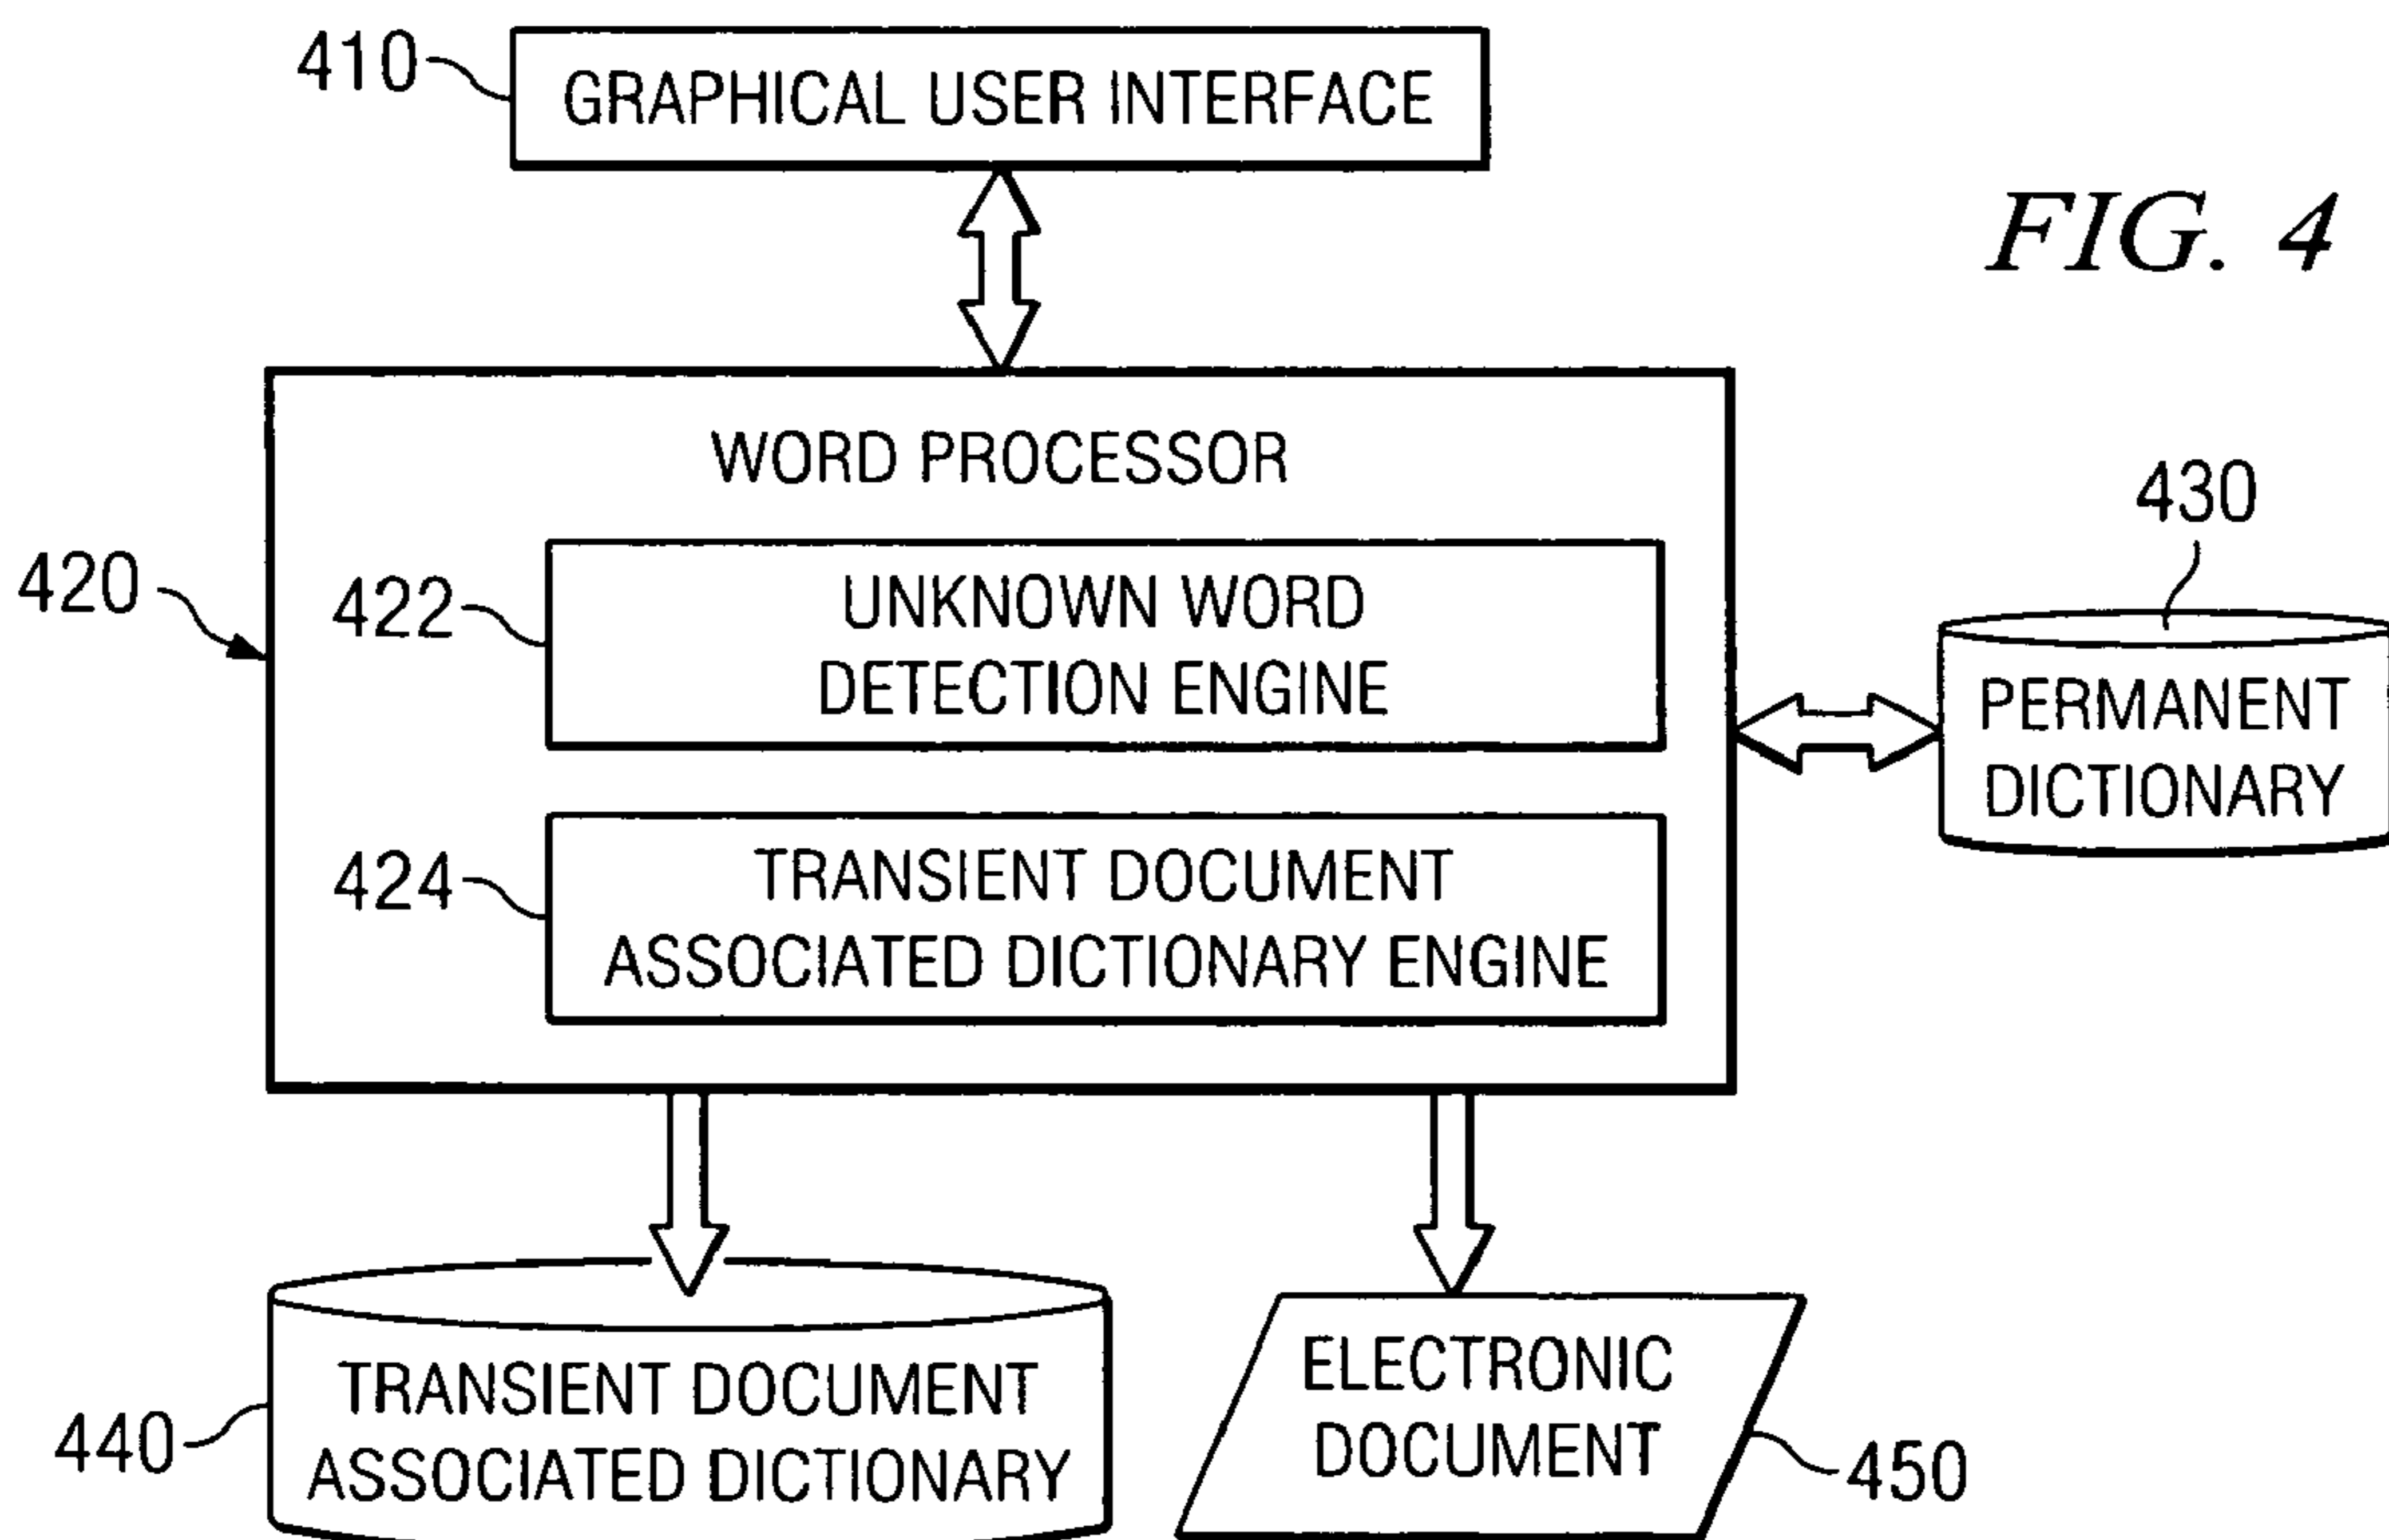 410
GRAPHICAL USER INTERFACE
FIG. 4
WORD PROCESSOR
430
420
422
UNKNOWN WORD
DETECTION ENGINE
PERMANENT
DICTIONARY
424
TRANSIENT DOCUMENT
ASSOCIATED DICTIONARY ENGINE
440
TRANSIENT DOCUMENT
ASSOCIATED DICTIONARY
ELECTRONIC
DOCUMENT
450